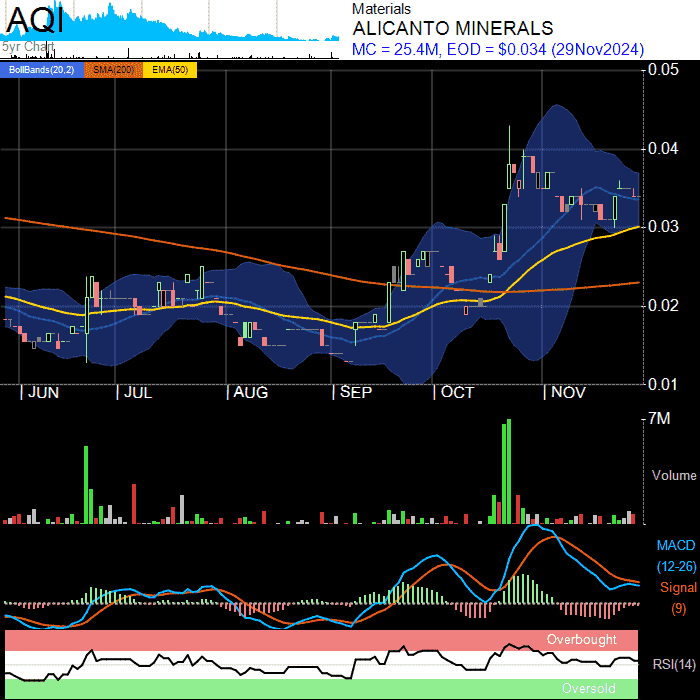 AQI
5yr Chart
Materials
ALICANTO MINERALS
MC = 25.4M, EOD = $0.034 (29Nov2024)
BollBands(20,2) SMA(200) EMA(50)
0.05
0.04
0.03
0.02
0.01
JUN JUL AUG SEP OCT NOV
7M
Volume
MACD
(12-26)
Signal
(9)
Overbought
RSI(14)
Oversold